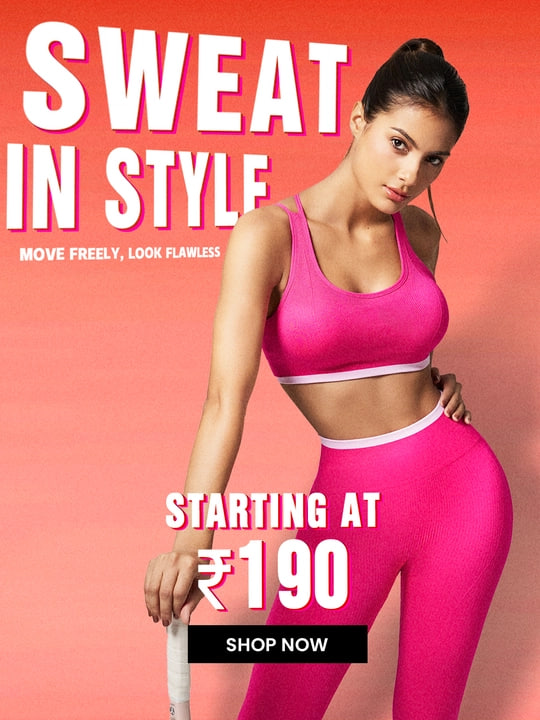 SWEAT
IN STYLE
MOVE FREELY, LOOK FLAWLESS
STARTING AT
₹190
SHOP NOW